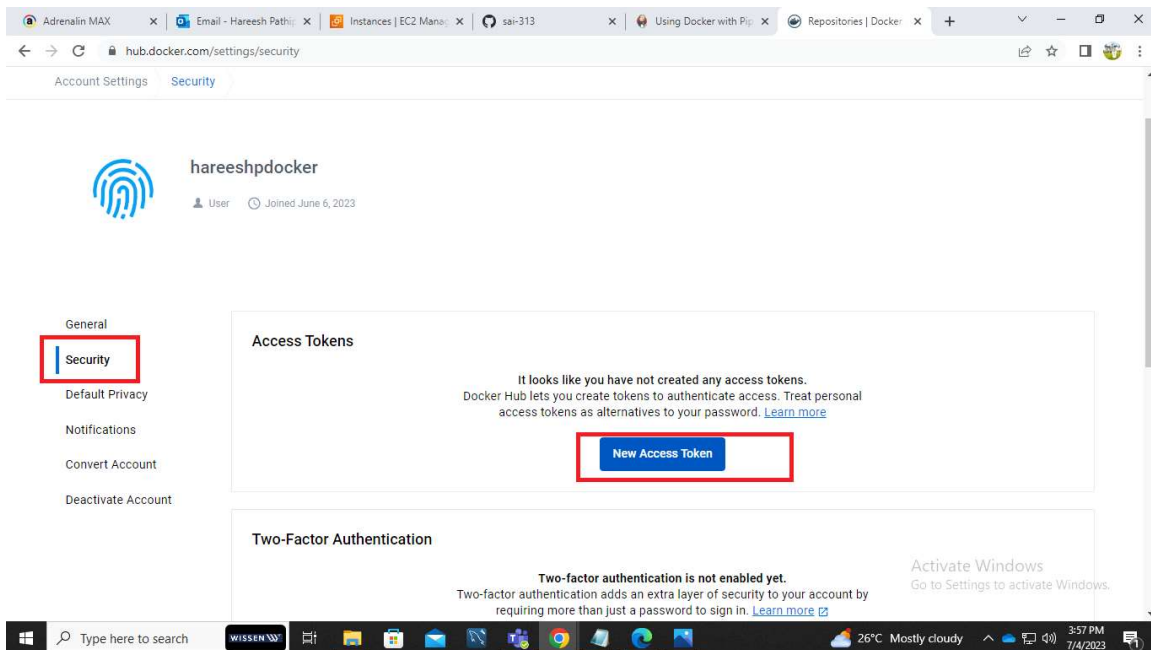 Adrenalin MAX
Email - Hareesh Pathip
Instances | EC2 Manag
sai-313
Using Docker with Pip
Repositories | Docker
hub.docker.com/settings/security
Account Settings Security
hareeshpdocker
User Joined June 6, 2023
General
Security
Default Privacy
Notifications
Convert Account
Deactivate Account
Access Tokens
It looks like you have not created any access tokens.
Docker Hub lets you create tokens to authenticate access. Treat personal
access tokens as alternatives to your password. Learn more
New Access Token
Two-Factor Authentication
Two-factor authentication is not enabled yet.
Two-factor authentication adds an extra layer of security to your account by
requiring more than just a password to sign in. Learn more
Activate Windows
Go to Settings to activate Windows.
Type here to search
WISSEN
26°C Mostly cloudy
3:57 PM
7/4/2023